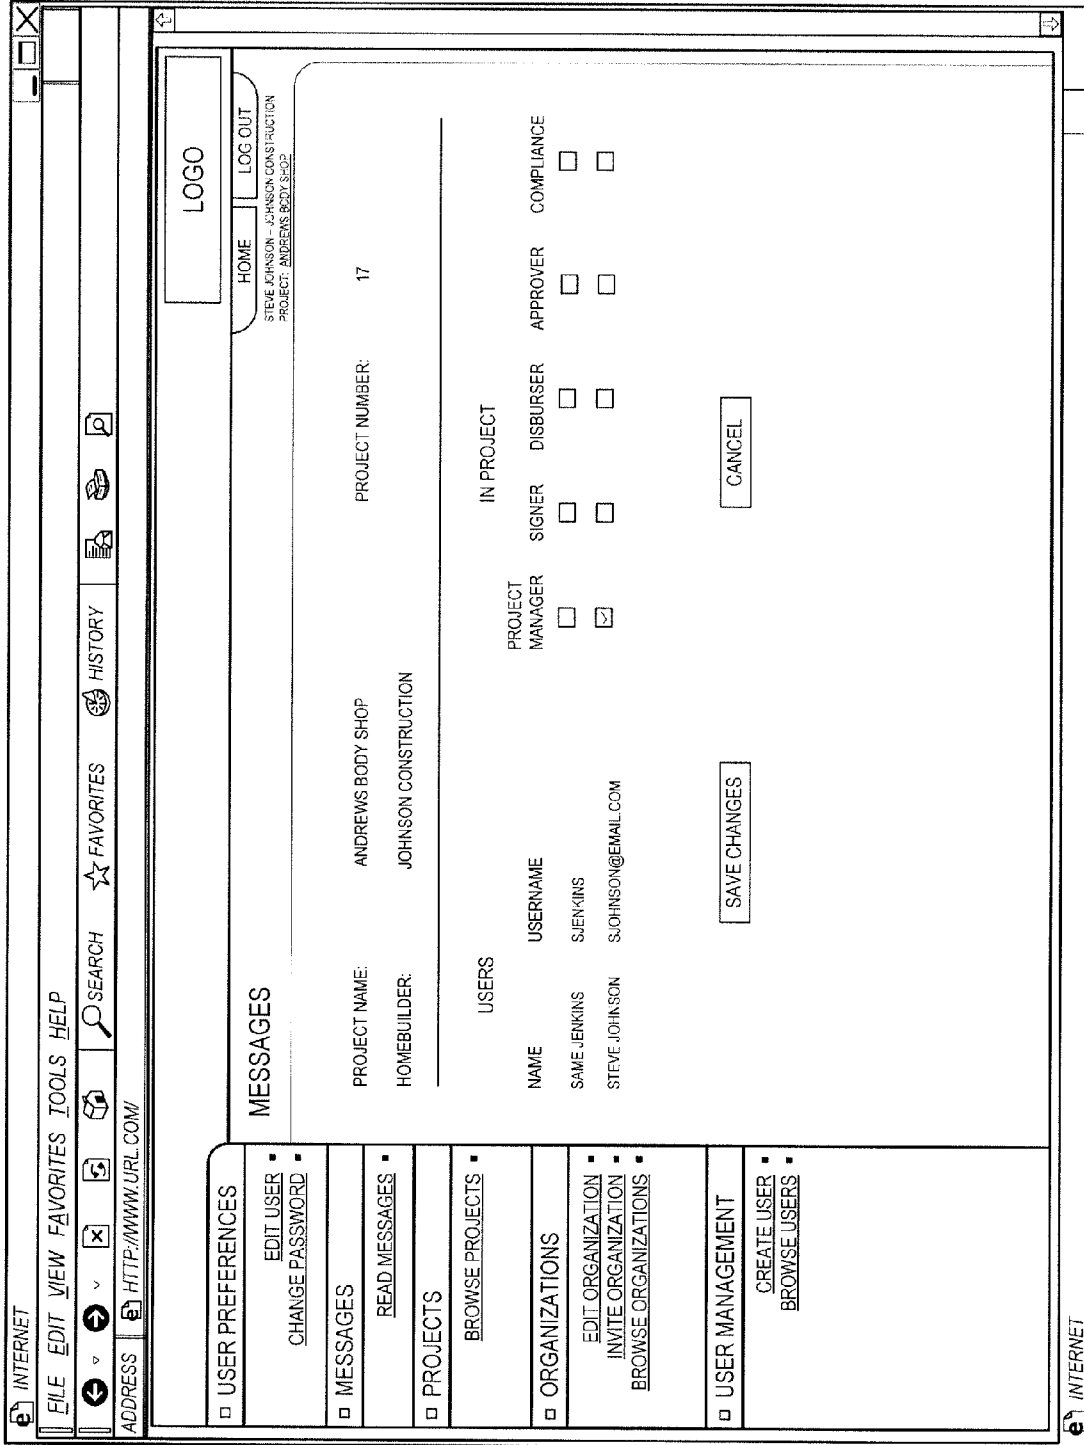 INTERNET
FILE EDIT VIEW FAVORITES TOOLS HELP
SEARCH FAVORITES HISTORY
ADDRESS HTTP://WWW.URL.COM/
LOGO
HOME LOG OUT
STEVE JOHNSON – JOHNSON CONSTRUCTION
PROJECT: ANDREWS BODY SHOP
USER PREFERENCES
EDIT USER
CHANGE PASSWORD
MESSAGES
READ MESSAGES
PROJECTS
BROWSE PROJECTS
ORGANIZATIONS
EDIT ORGANIZATION
INVITE ORGANIZATION
BROWSE ORGANIZATIONS
USER MANAGEMENT
CREATE USER
BROWSE USERS
MESSAGES
PROJECT NAME: ANDREWS BODY SHOP PROJECT NUMBER: 17
HOMEBUILDER: JOHNSON CONSTRUCTION
USERS IN PROJECT
PROJECT
NAME USERNAME MANAGER SIGNER DISBURSER APPROVER COMPLIANCE
SAME JENKINS SJENKINS
STEVE JOHNSON SJOHNSON@EMAIL.COM
SAVE CHANGES CANCEL
INTERNET